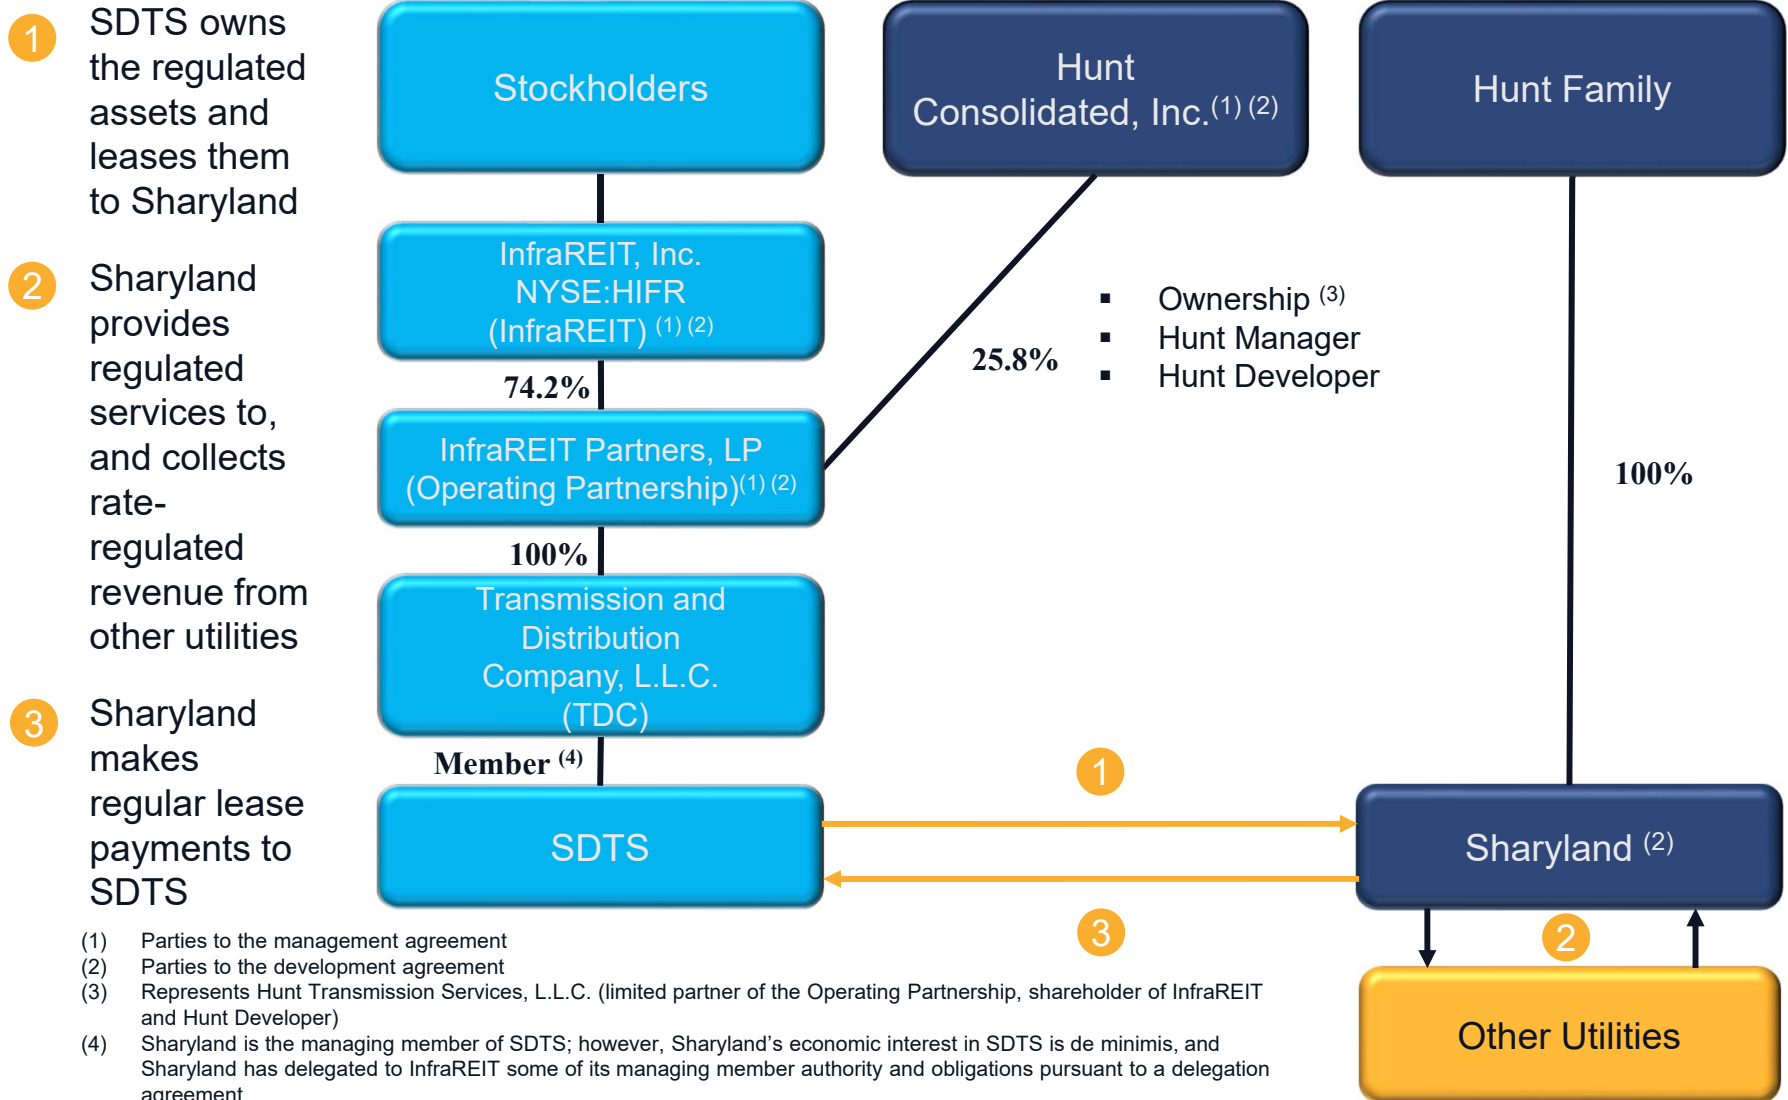 1
SDTS owns
the regulated
assets and
leases them
to Sharyland
2
Sharyland
provides
regulated
services to,
and collects
rate-
regulated
revenue from
other utilities
3
Sharyland
makes
regular lease
payments to
SDTS
Stockholders
Hunt
Consolidated, Inc.(1) (2)
Hunt Family
InfraREIT, Inc.
NYSE:HIFR
(InfraREIT) (1) (2)
74.2%
InfraREIT Partners, LP
(Operating Partnership)(1) (2)
100%
Transmission and
Distribution
Company, L.L.C.
(TDC)
Member (4)
SDTS
25.8%
▪ Ownership (3)
▪ Hunt Manager
▪ Hunt Developer
100%
1
3
Sharyland (2)
2
Other Utilities
(1) Parties to the management agreement
(2) Parties to the development agreement
(3) Represents Hunt Transmission Services, L.L.C. (limited partner of the Operating Partnership, shareholder of InfraREIT
and Hunt Developer)
(4) Sharyland is the managing member of SDTS; however, Sharyland's economic interest in SDTS is de minimis, and
Sharyland has delegated to InfraREIT some of its managing member authority and obligations pursuant to a delegation
agreement